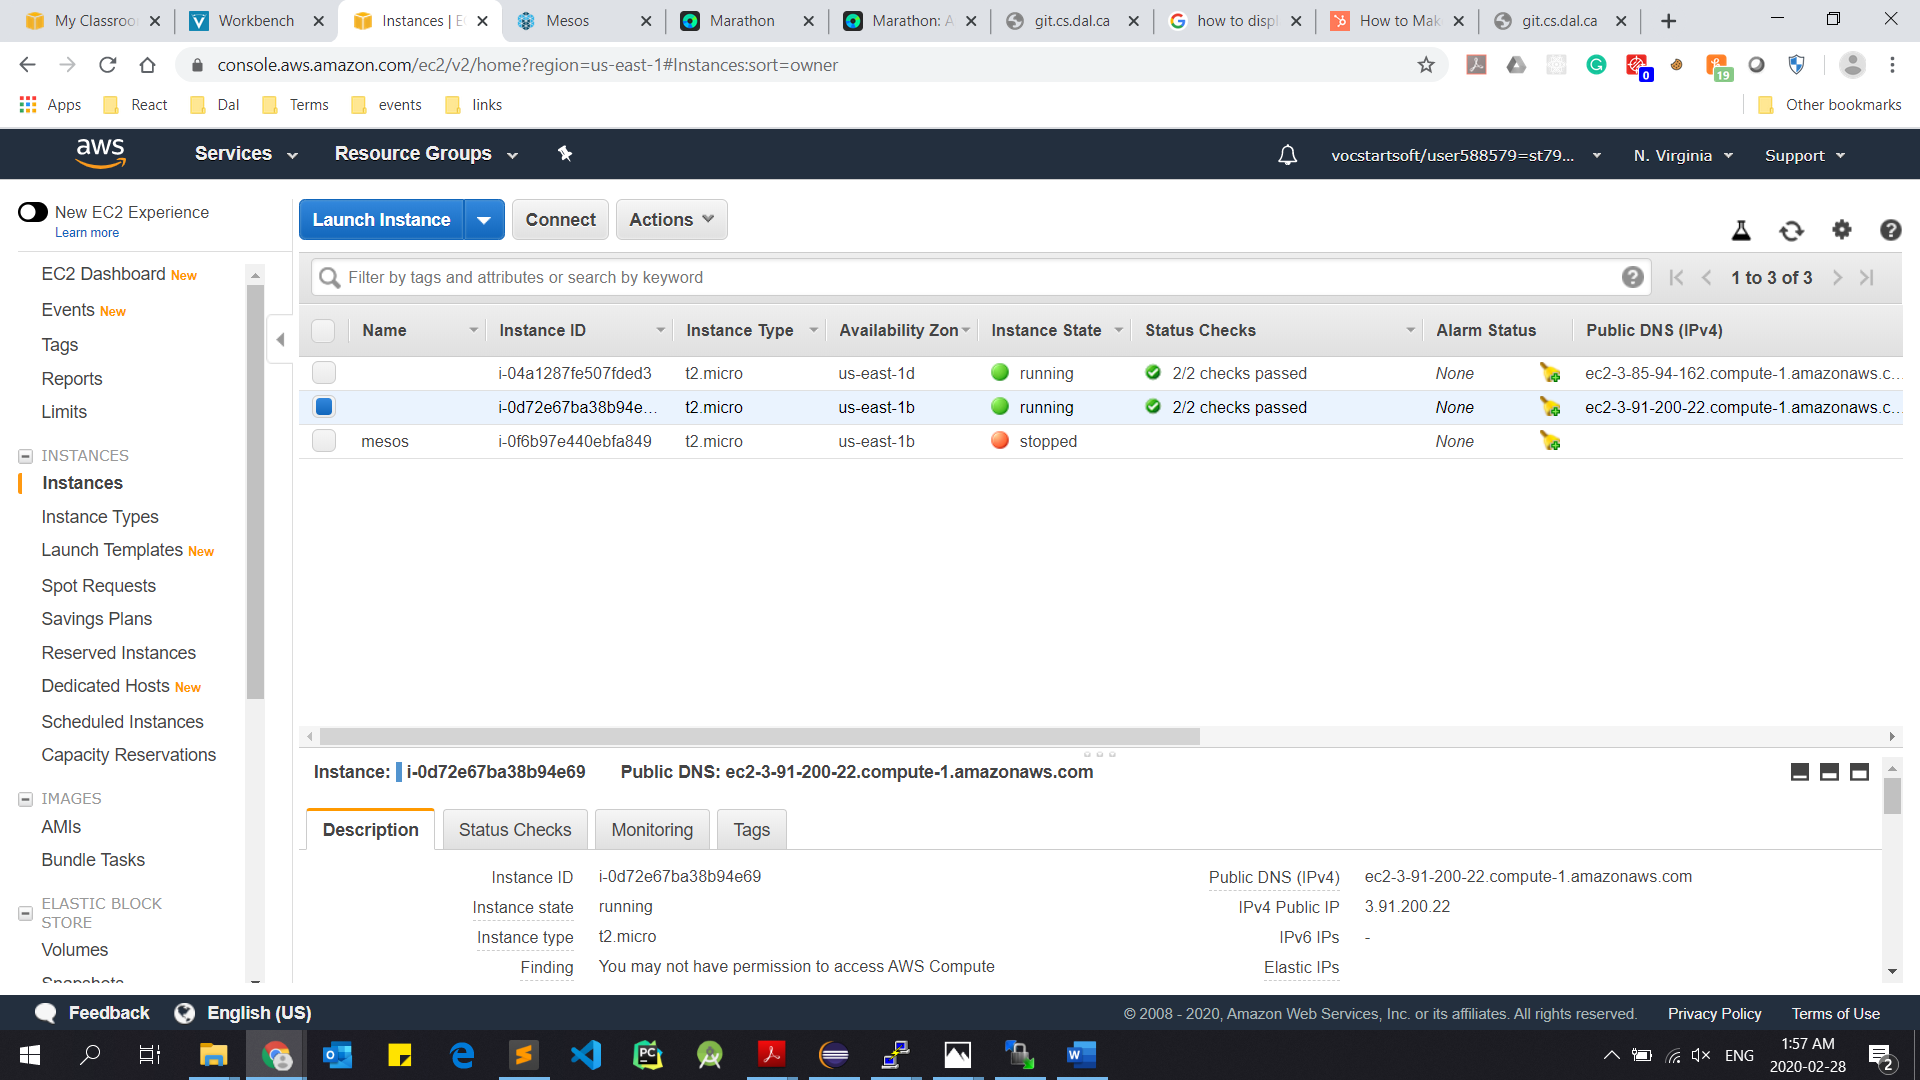 My Classroo
Workbench
Instances | E
Mesos
Marathon
Marathon: A
git.cs.dal.ca
how to displ
How to Mak
git.cs.dal.ca
console.aws.amazon.com/ec2/v2/home?region=us-east-1#Instances:sort=owner
0
19
Apps
React
Dal
Terms
events
links
Other bookmarks
aws
Services
Resource Groups
vocstartsoft/user588579=st79...
N. Virginia
Support
New EC2 Experience
Learn more
Launch Instance
Connect
Actions
EC2 Dashboard New
Events New
Tags
Reports
Limits
INSTANCES
Instances
Instance Types
Launch Templates New
Spot Requests
Savings Plans
Reserved Instances
Dedicated Hosts New
Scheduled Instances
Capacity Reservations
IMAGES
AMIs
Bundle Tasks
ELASTIC BLOCK
STORE
Volumes
Snapshots
Filter by tags and attributes or search by keyword
1 to 3 of 3
Name Instance ID Instance Type Availability Zon Instance State Status Checks Alarm Status Public DNS (IPv4)
i-04a1287fe507fded3 t2.micro us-east-1d running 2/2 checks passed None ec2-3-85-94-162.compute-1.amazonaws.c...
i-0d72e67ba38b94e... t2.micro us-east-1b running 2/2 checks passed None ec2-3-91-200-22.compute-1.amazonaws.c...
mesos i-0f6b97e440ebfa849 t2.micro us-east-1b stopped None
Instance: i-0d72e67ba38b94e69 Public DNS: ec2-3-91-200-22.compute-1.amazonaws.com
Description
Status Checks
Monitoring
Tags
Instance ID i-0d72e67ba38b94e69
Instance state running
Instance type t2.micro
Finding You may not have permission to access AWS Compute
Public DNS (IPv4) ec2-3-91-200-22.compute-1.amazonaws.com
IPv4 Public IP 3.91.200.22
IPv6 IPs -
Elastic IPs
Feedback
English (US)
© 2008 - 2020, Amazon Web Services, Inc. or its affiliates. All rights reserved.
Privacy Policy
Terms of Use
ENG
1:57 AM
2020-02-28
2